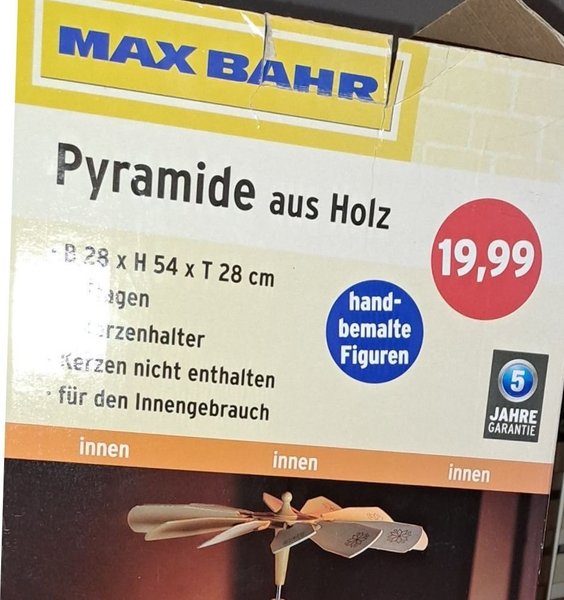 MAX BAHR
Pyramide aus Holz
19,99
· B 28 x H 54 x T 28 cm
hand-
bemalte
Figuren
· Kerzen nicht enthalten
· für den Innengebrauch
5
JAHRE
GARANTIE
innen innen innen